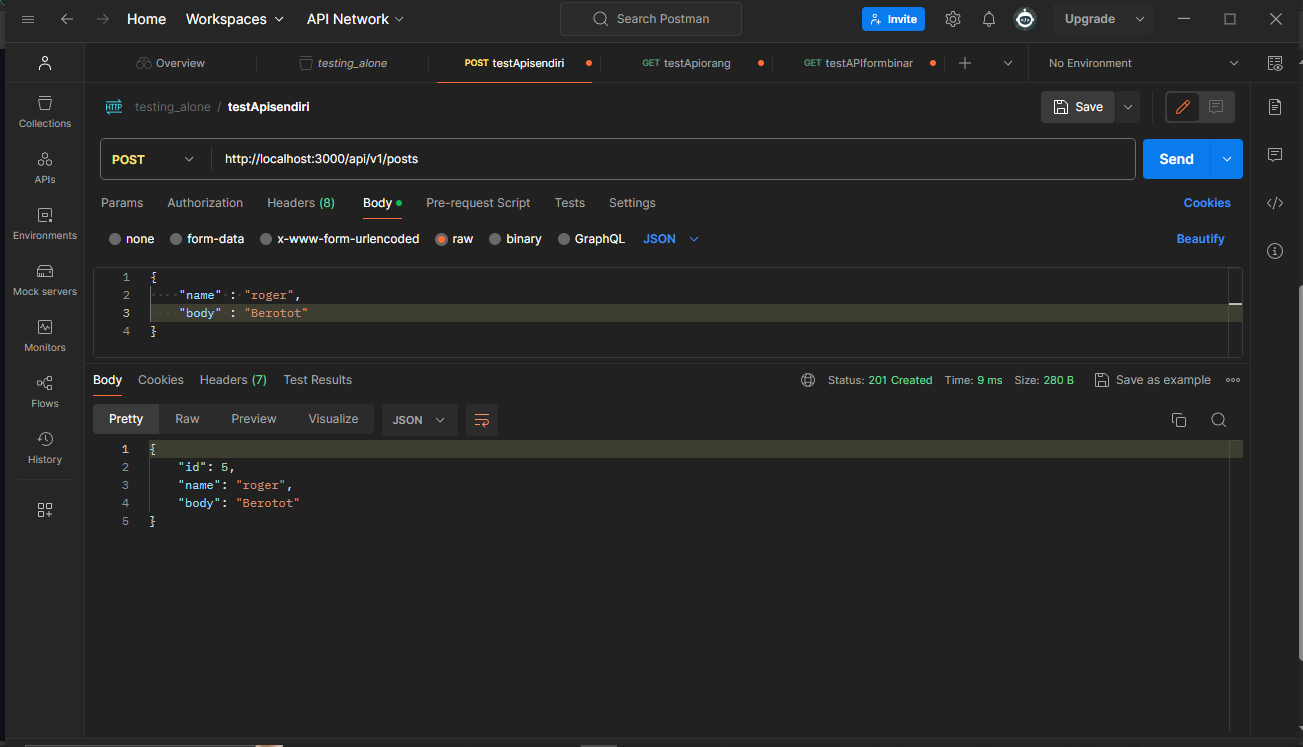 Home Workspaces API Network Search Postman Invite Upgrade
Overview testing_alone POST testApisendiri GET testApiorang GET testAPIformbinar No Environment
HTTP testing_alone / testApisendiri Save
Collections
POST http://localhost:3000/api/v1/posts Send
APIs
Params Authorization Headers (8) Body Pre-request Script Tests Settings Cookies
Environments
none form-data x-www-form-urlencoded raw binary GraphQL JSON Beautify
1 {
2 "name" : "roger",
3 "body" : "Berotot"
4 }
Mock servers
Monitors
Body Cookies Headers (7) Test Results Status: 201 Created Time: 9 ms Size: 280 B Save as example
Flows
Pretty Raw Preview Visualize JSON
History
1 {
2 "id": 5,
3 "name": "roger",
4 "body": "Berotot"
5 }